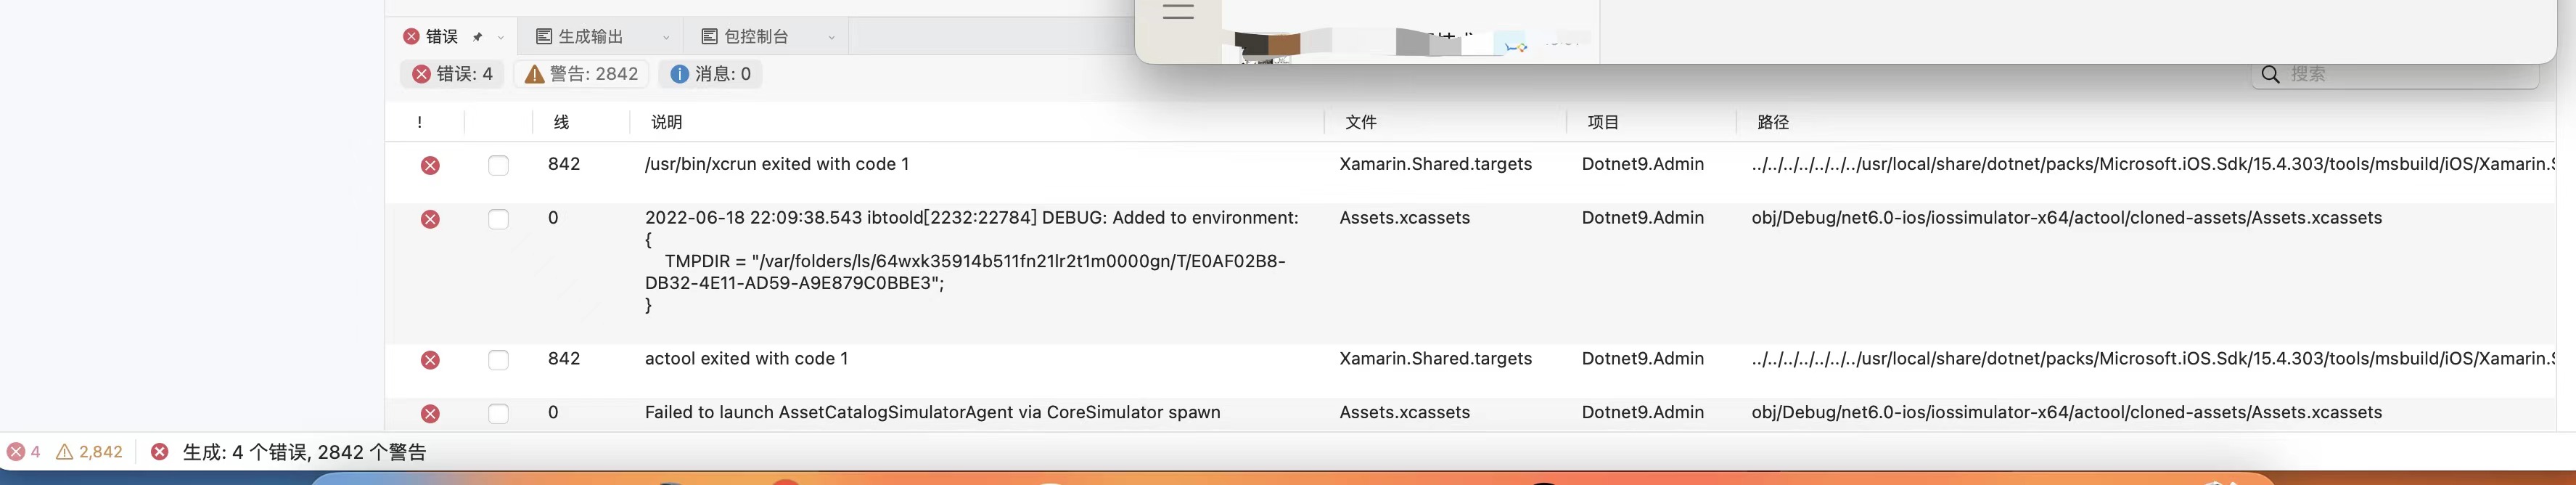 错误
生成输出
包控制台
错误: 4
警告: 2842
消息: 0
搜索
!
线
说明
文件
项目
路径
842
/usr/bin/xcrun exited with code 1
Xamarin.Shared.targets
Dotnet9.Admin
../../../../../../../usr/local/share/dotnet/packs/Microsoft.iOS.Sdk/15.4.303/tools/msbuild/iOS/Xamarin.S
0
2022-06-18 22:09:38.543 ibtoold[2232:22784] DEBUG: Added to environment:
{
TMPDIR = "/var/folders/ls/64wxk35914b511fn21lr2t1m0000gn/T/E0AF02B8-
DB32-4E11-AD59-A9E879C0BBE3";
}
Assets.xcassets
Dotnet9.Admin
obj/Debug/net6.0-ios/iossimulator-x64/actool/cloned-assets/Assets.xcassets
842
actool exited with code 1
Xamarin.Shared.targets
Dotnet9.Admin
../../../../../../../usr/local/share/dotnet/packs/Microsoft.iOS.Sdk/15.4.303/tools/msbuild/iOS/Xamarin.S
0
Failed to launch AssetCatalogSimulatorAgent via CoreSimulator spawn
Assets.xcassets
Dotnet9.Admin
obj/Debug/net6.0-ios/iossimulator-x64/actool/cloned-assets/Assets.xcassets
4
2,842
生成: 4 个错误, 2842 个警告